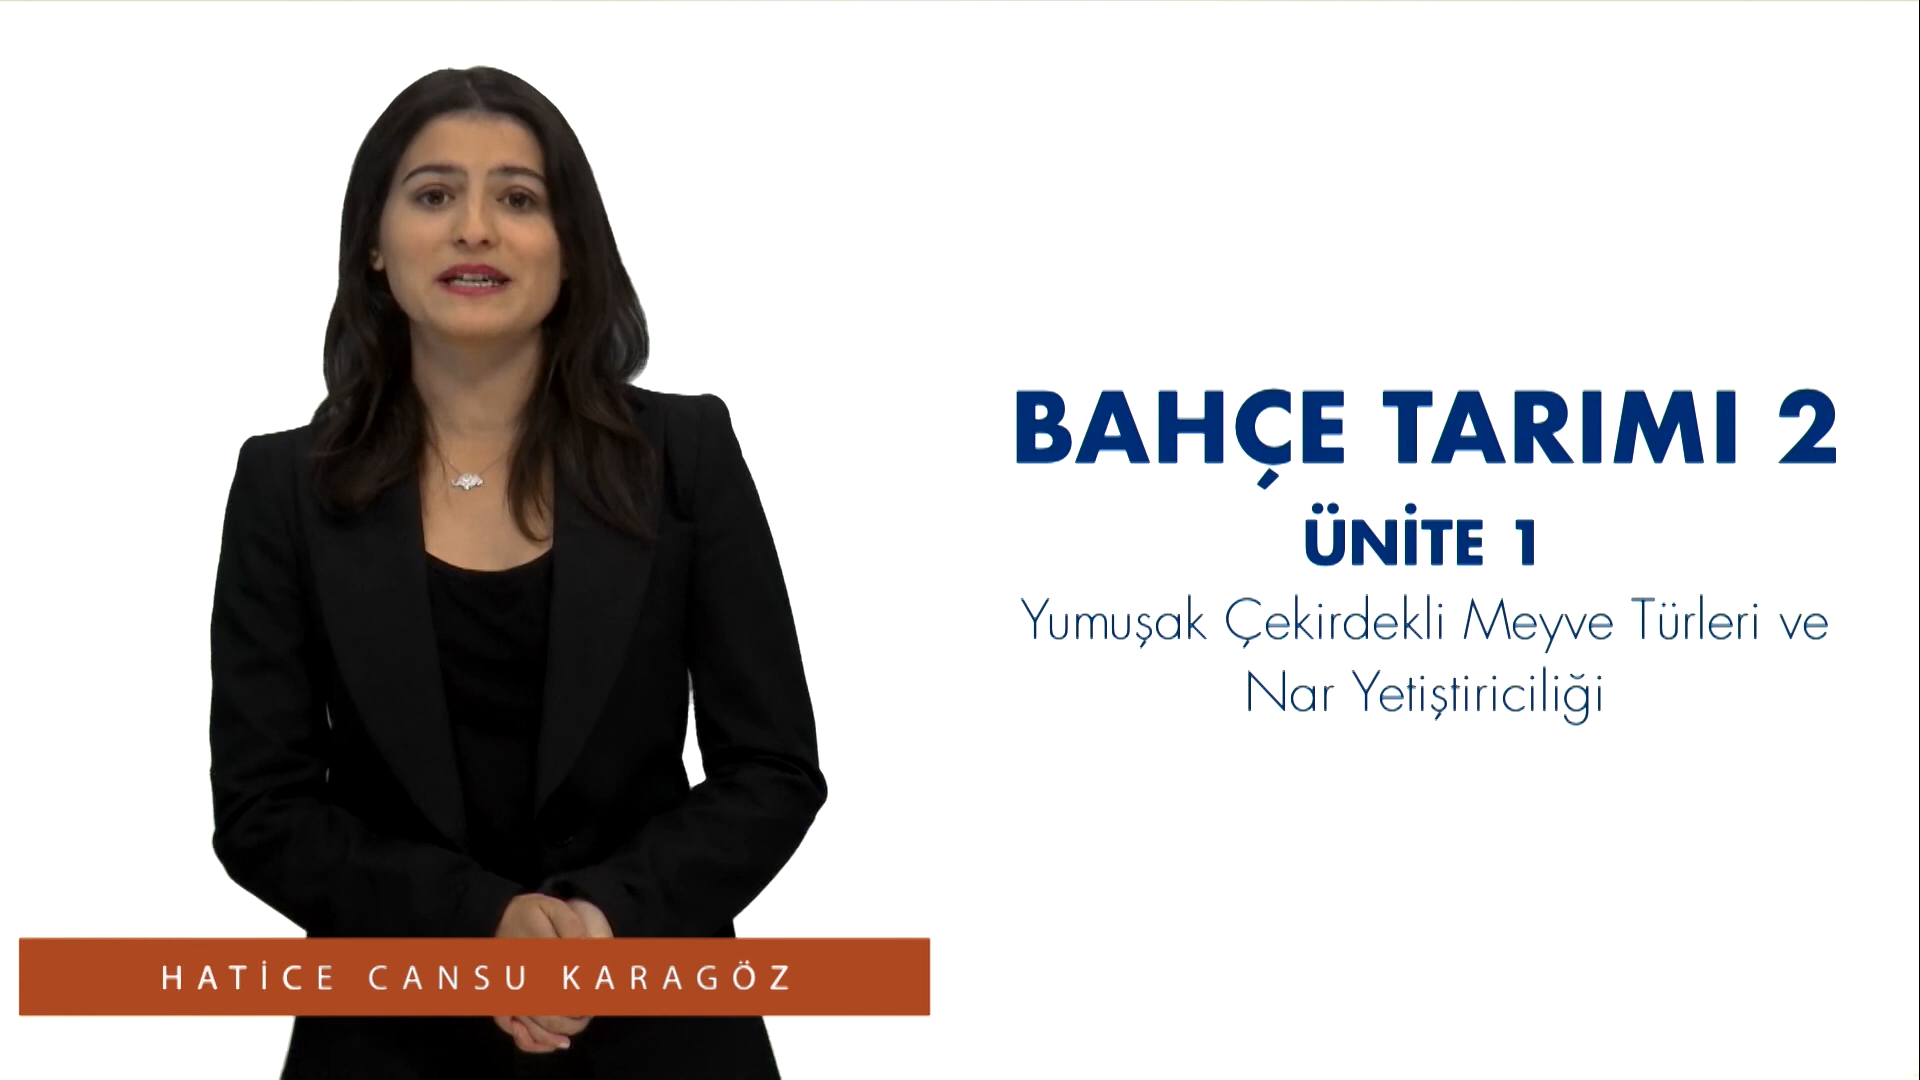 BAHÇE TARIMI 2
ÜNİTE 1
Yumuşak Çekirdekli Meyve Türleri ve
Nar Yetiştiriciliği
HATİCE CANSU KARAGÖZ